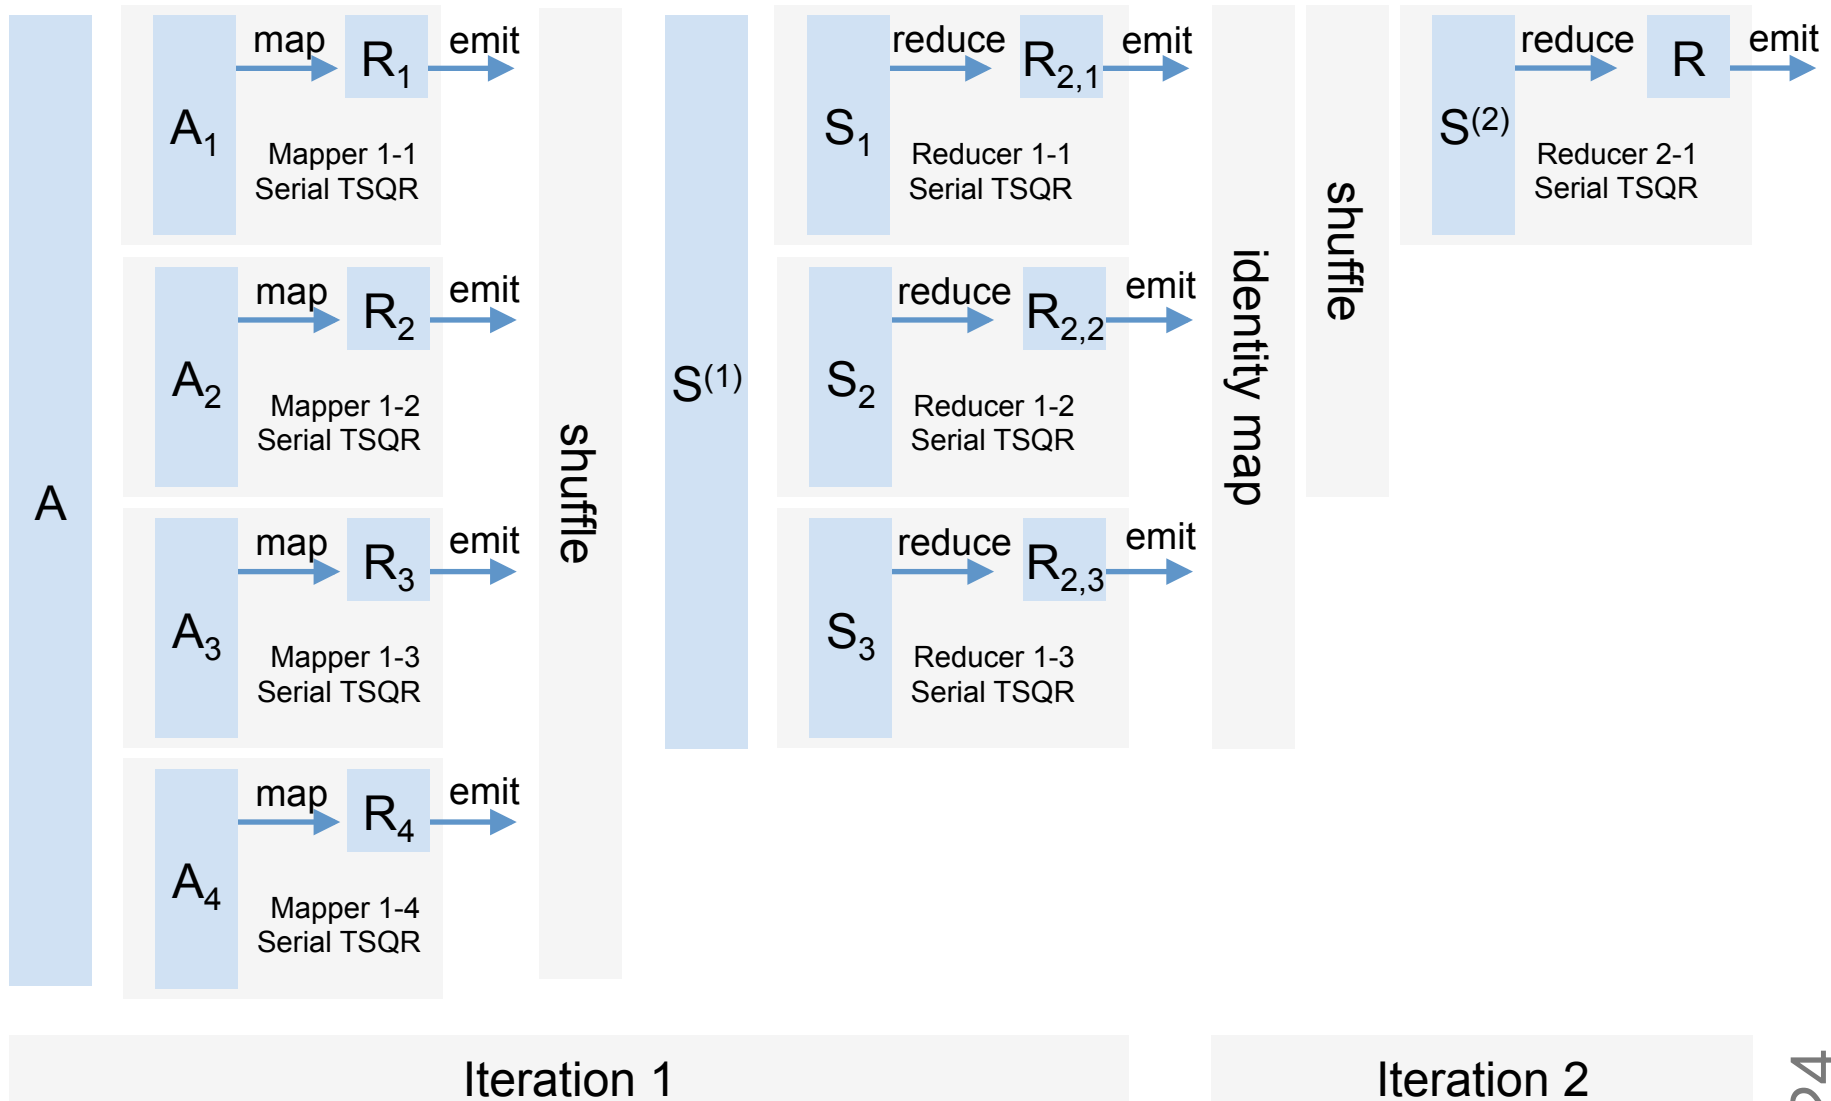 A
A1
map
R1
emit
Mapper 1-1
Serial TSQR
A2
map
R2
emit
Mapper 1-2
Serial TSQR
A3
map
R3
emit
Mapper 1-3
Serial TSQR
A4
map
R4
emit
Mapper 1-4
Serial TSQR
shuffle
S(1)
S1
reduce
R2,1
emit
Reducer 1-1
Serial TSQR
S2
reduce
R2,2
emit
Reducer 1-2
Serial TSQR
S3
reduce
R2,3
emit
Reducer 1-3
Serial TSQR
identity map
shuffle
S(2)
reduce
R
emit
Reducer 2-1
Serial TSQR
Iteration 1
Iteration 2